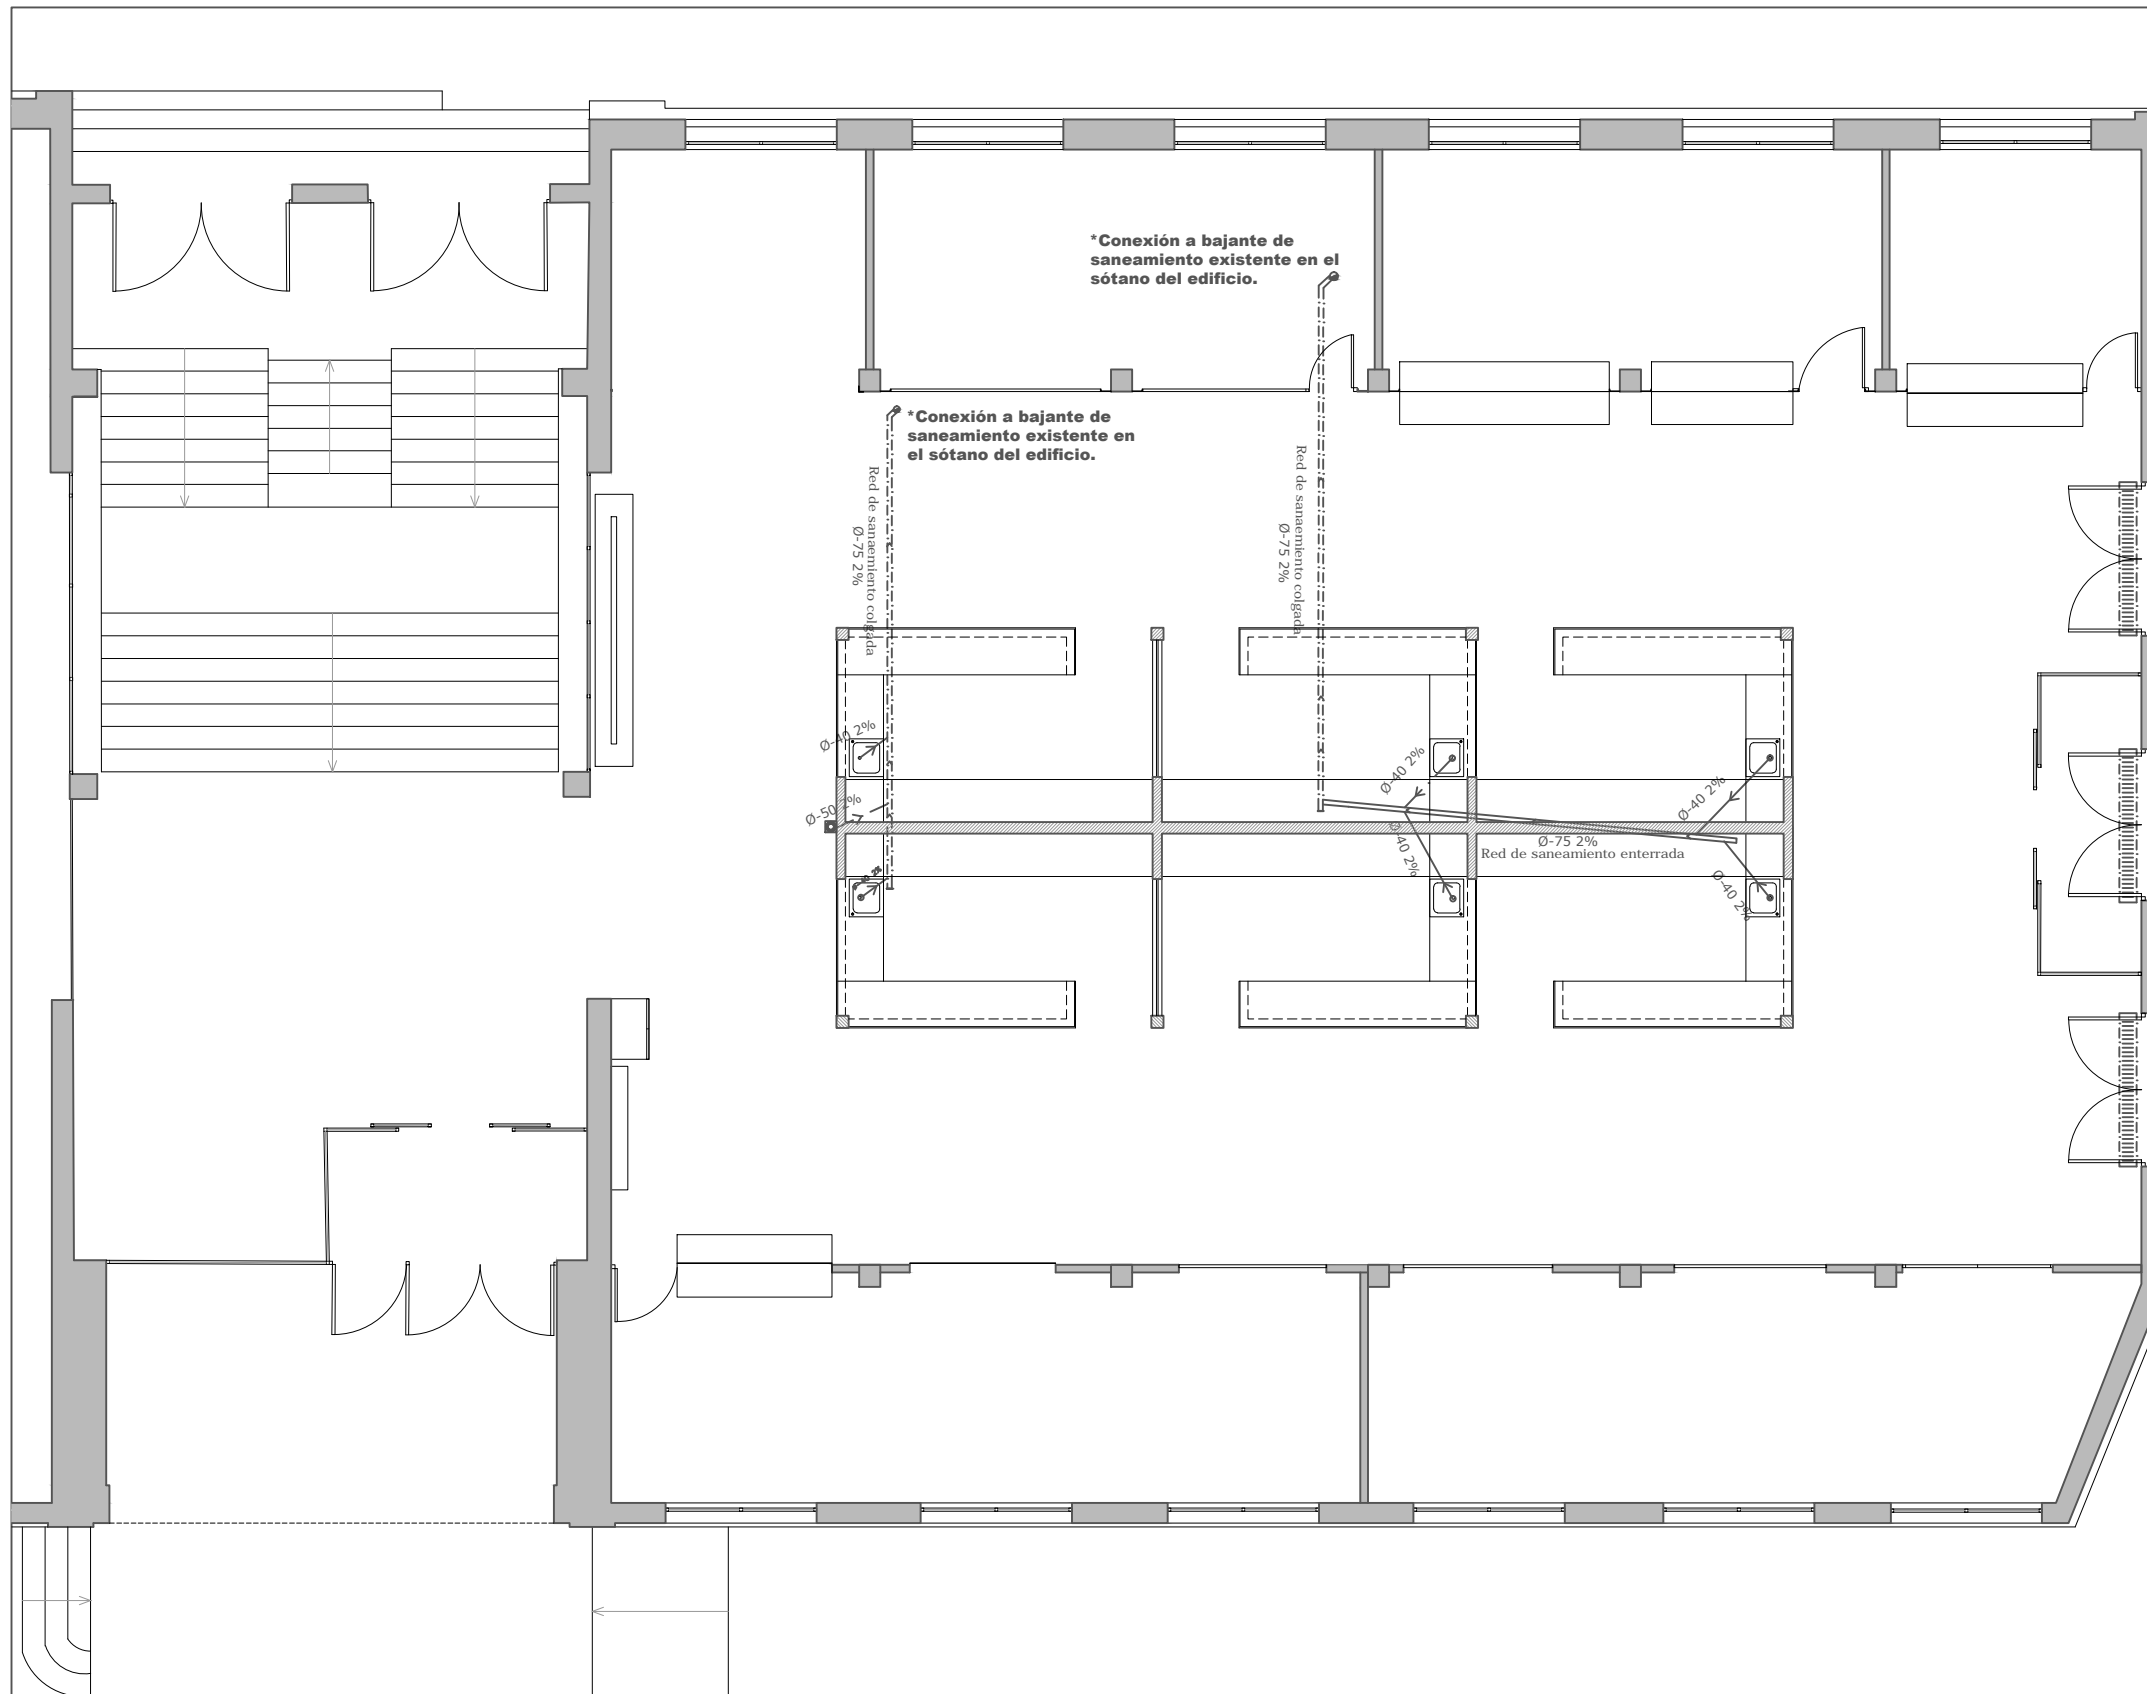 *Conexión a bajante de
saneamiento existente en el
sótano del edificio.
*Conexión a bajante de
saneamiento existente en
el sótano del edificio.
Red de sanaemiento colgada
Ø-75 2%
Red de sanaemiento colgada
Ø-75 2%
Ø-40 2%
Ø-50 2%
Ø-40 2%
Ø-40 2%
Ø-40 2%
Ø-40 2%
Ø-75 2%
Red de saneamiento enterrada
Ø-40 2%